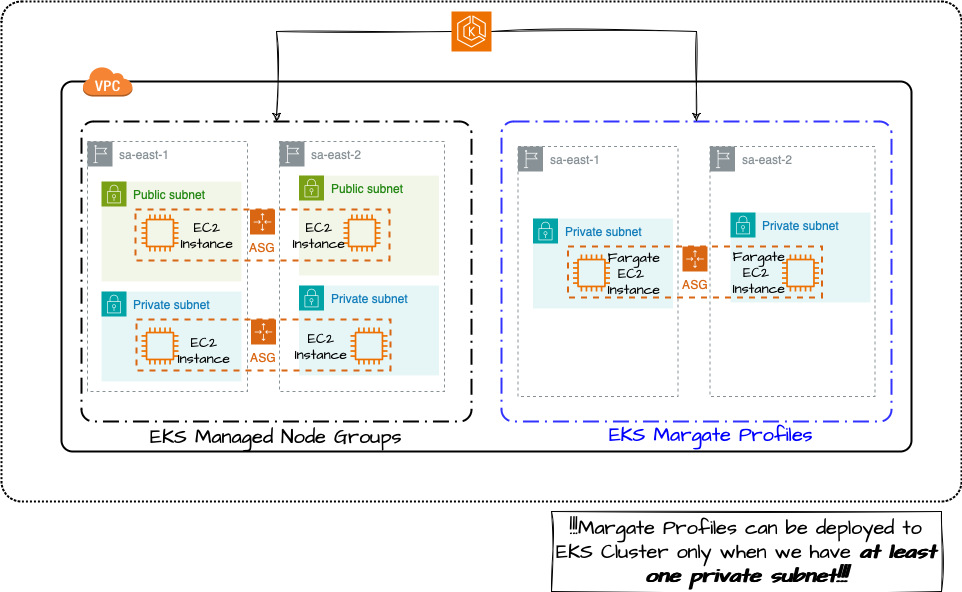 K
VPC
sa-east-1
sa-east-2
Public subnet
Public subnet
EC2
Instance
ASG
EC2
Instance
Private subnet
Private subnet
EC2
Instance
ASG
EC2
Instance
EKS Managed Node Groups
sa-east-1
sa-east-2
Private subnet
Private subnet
Fargate
EC2
Instance
ASG
Fargate
EC2
Instance
EKS Margate Profiles
!!!Margate Profiles can be deployed to
EKS Cluster only when we have at least
one private subnet!!!